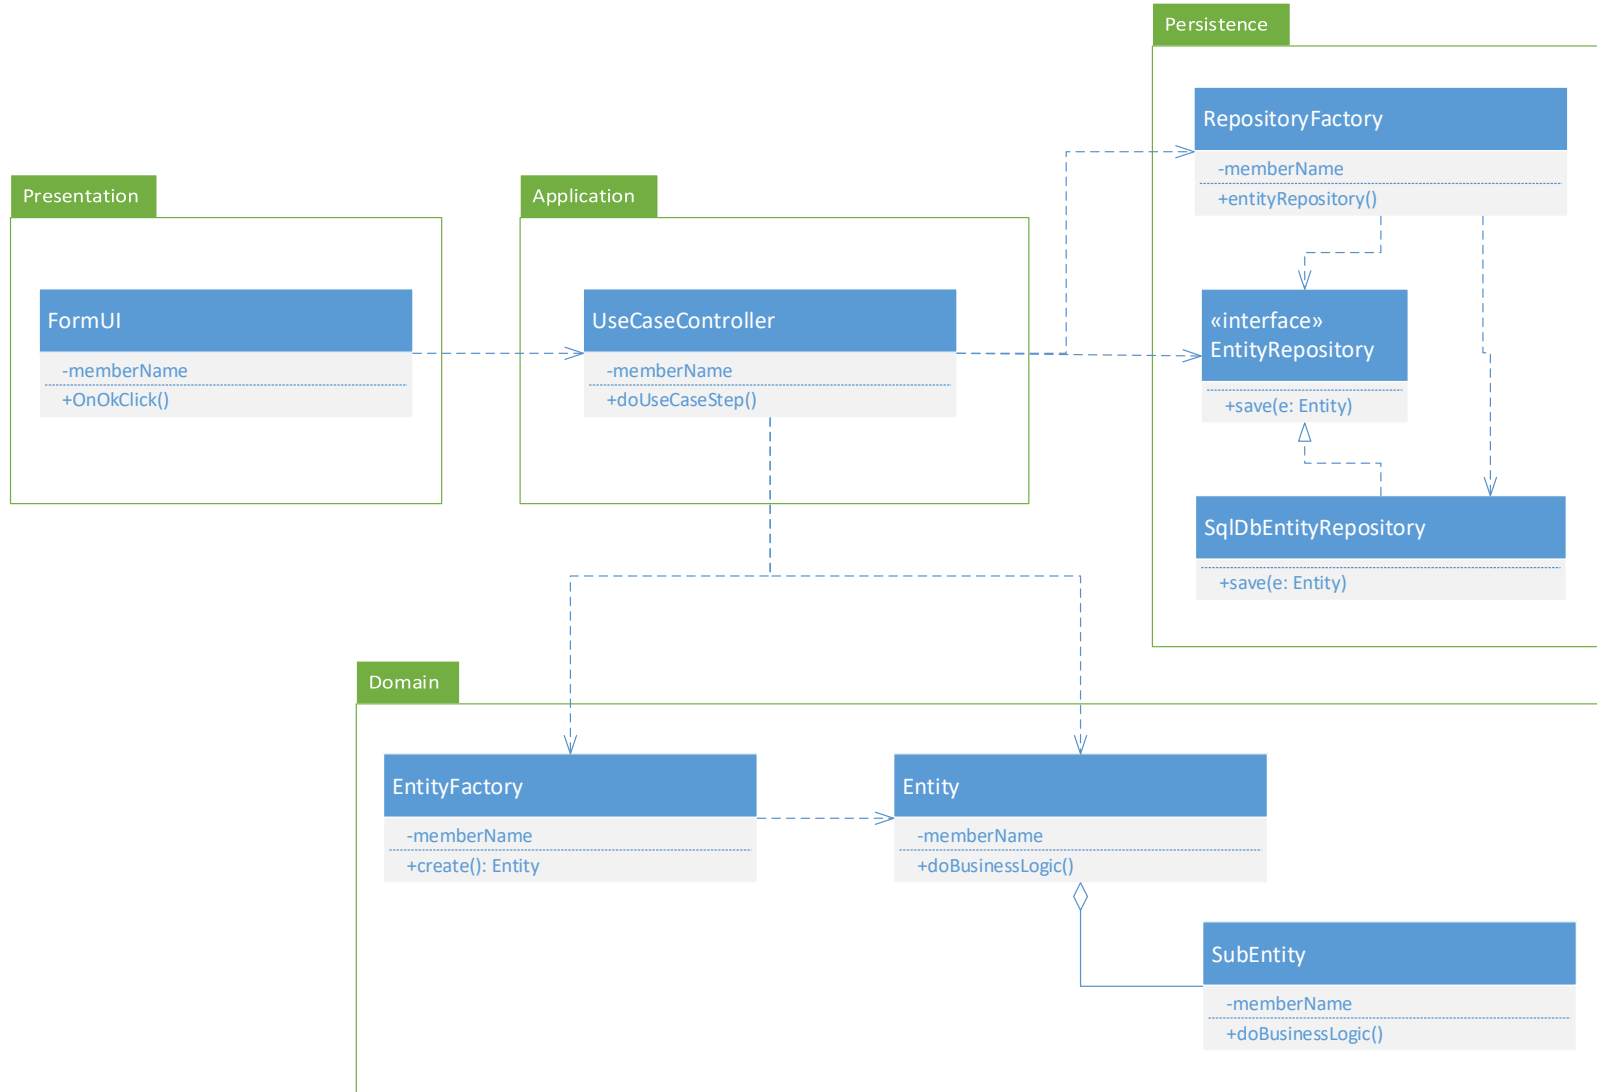 Persistence
RepositoryFactory
-memberName
+entityRepository()
Presentation
Application
FormUI
-memberName
+OnOkClick()
UseCaseController
-memberName
+doUseCaseStep()
«interface»
EntityRepository
+save(e: Entity)
SqlDbEntityRepository
+save(e: Entity)
Domain
EntityFactory
-memberName
+create(): Entity
Entity
-memberName
+doBusinessLogic()
SubEntity
-memberName
+doBusinessLogic()